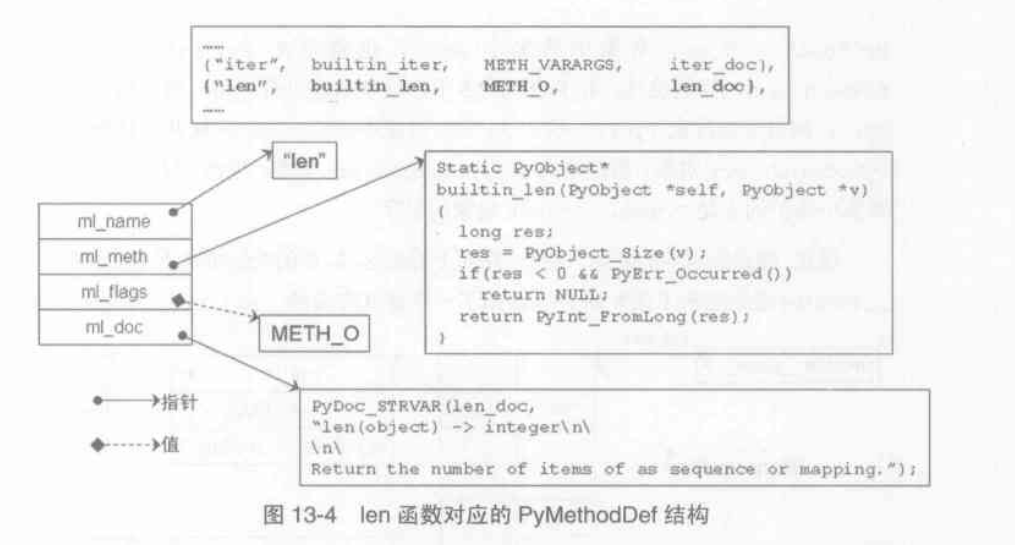 ……
{“iter”, builtin_iter, METH_VARARGS, iter_doc},
{“len”, builtin_len, METH_O, len_doc},
……
“len”
ml_name
ml_meth
ml_flags
ml_doc
METH_O
Static PyObject*
builtin_len(PyObject *self, PyObject *v)
{
long res;
res = PyObject_Size(v);
if(res < 0 && PyErr_Occurred())
return NULL;
return PyInt_FromLong(res);
}
指针
值
PyDoc_STRVAR(len_doc,
“len(object) -> integer\n\
\n\
Return the number of items of as sequence or mapping.”);
图 13-4 len 函数对应的 PyMethodDef 结构